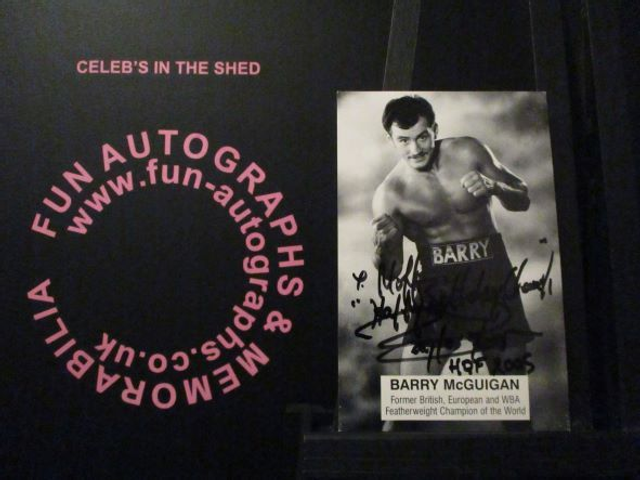 CELEB'S IN THE SHED
FUN AUTOGRAPHS & MEMORABILIA
www.fun-autographs.co.uk
BARRY
HOF 2005
BARRY McGUIGAN
Former British, European and WBA
Featherweight Champion of the World